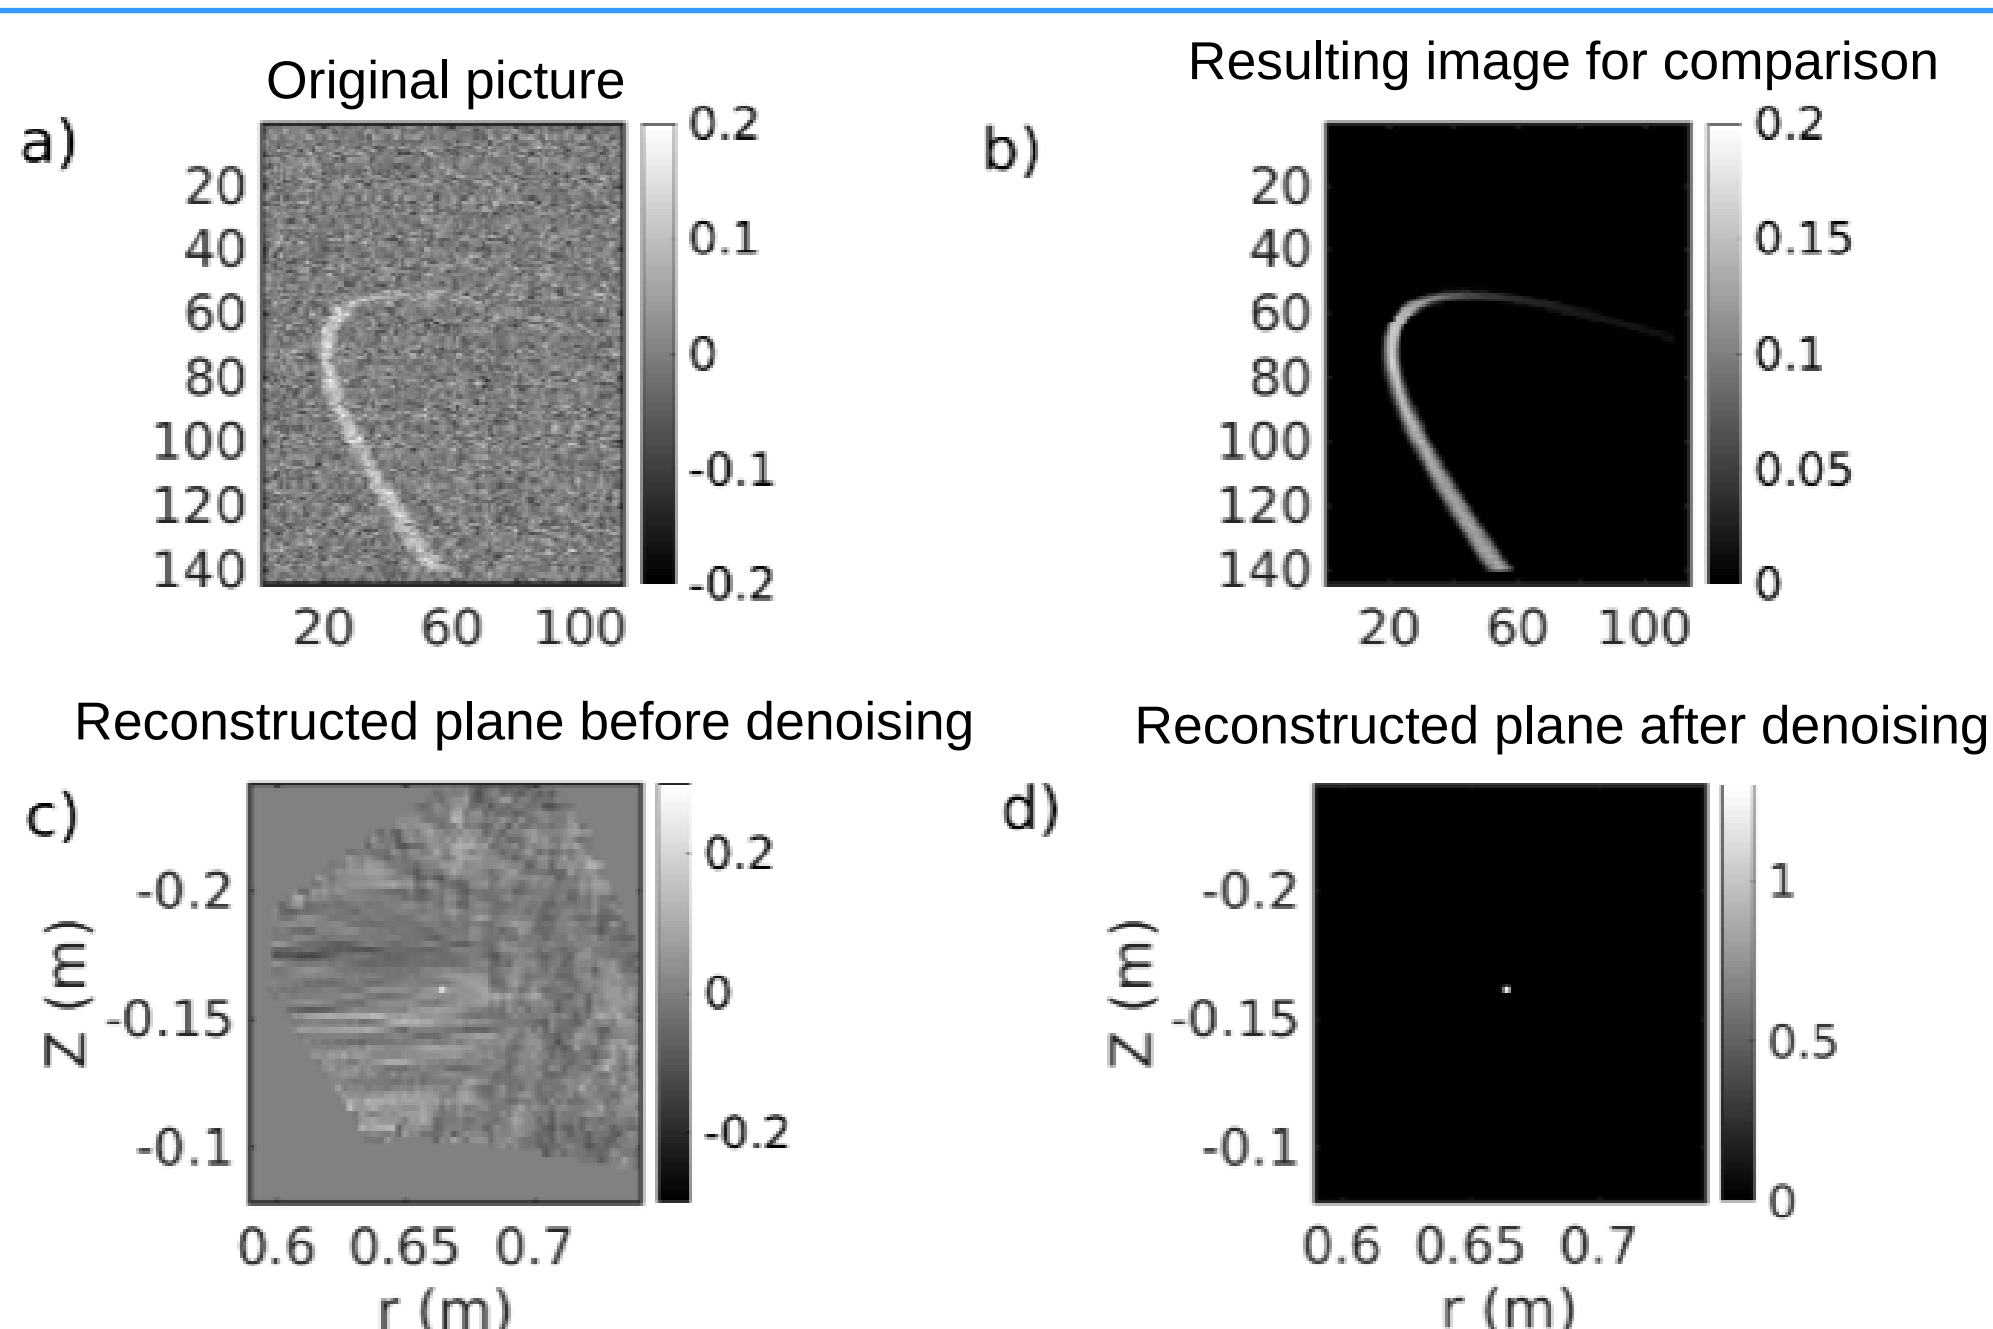 Original picture
a)
0.2
0.1
0
-0.1
-0.2
20
40
60
80
100
120
140
20 60 100
Resulting image for comparison
b)
0.2
0.15
0.1
0.05
0
20
40
60
80
100
120
140
20 60 100
Reconstructed plane before denoising
c)
0.2
0
-0.2
Z (m)
-0.2
-0.15
-0.1
0.6 0.65 0.7
r (m)
Reconstructed plane after denoising
d)
1
0.5
0
Z (m)
-0.2
-0.15
-0.1
0.6 0.65 0.7
r (m)